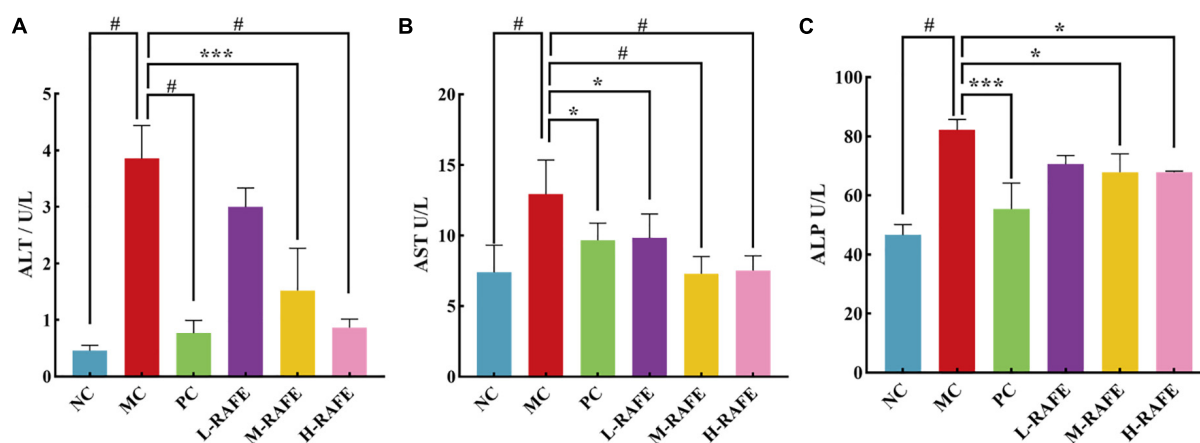 A
#
#
***
#
5
4
3
2
1
0
ALT / U/L
NC
MC
PC
L-RAFE
M-RAFE
H-RAFE
B
#
#
#
*
*
20
15
10
5
0
AST U/L
NC
MC
PC
L-RAFE
M-RAFE
H-RAFE
C
#
*
*
***
100
80
60
40
20
0
ALP U/L
NC
MC
PC
L-RAFE
M-RAFE
H-RAFE